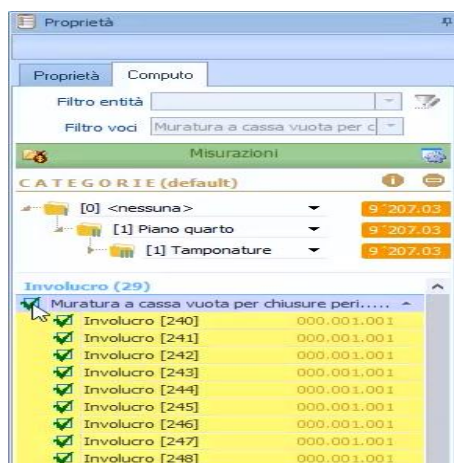 Proprietà
Proprietà Computo
Filtro entità
Filtro voci Muratura a cassa vuota per c
Misurazioni
CATEGORIE (default)
[0] <nessuna> 9˙207.03
[1] Piano quarto 9˙207.03
[1] Tamponature 9˙207.03
Involucro (29)
Muratura a cassa vuota per chiusure peri.....
Involucro [240] 000.001.001
Involucro [241] 000.001.001
Involucro [242] 000.001.001
Involucro [243] 000.001.001
Involucro [244] 000.001.001
Involucro [245] 000.001.001
Involucro [246] 000.001.001
Involucro [247] 000.001.001
Involucro [248] 000.001.001